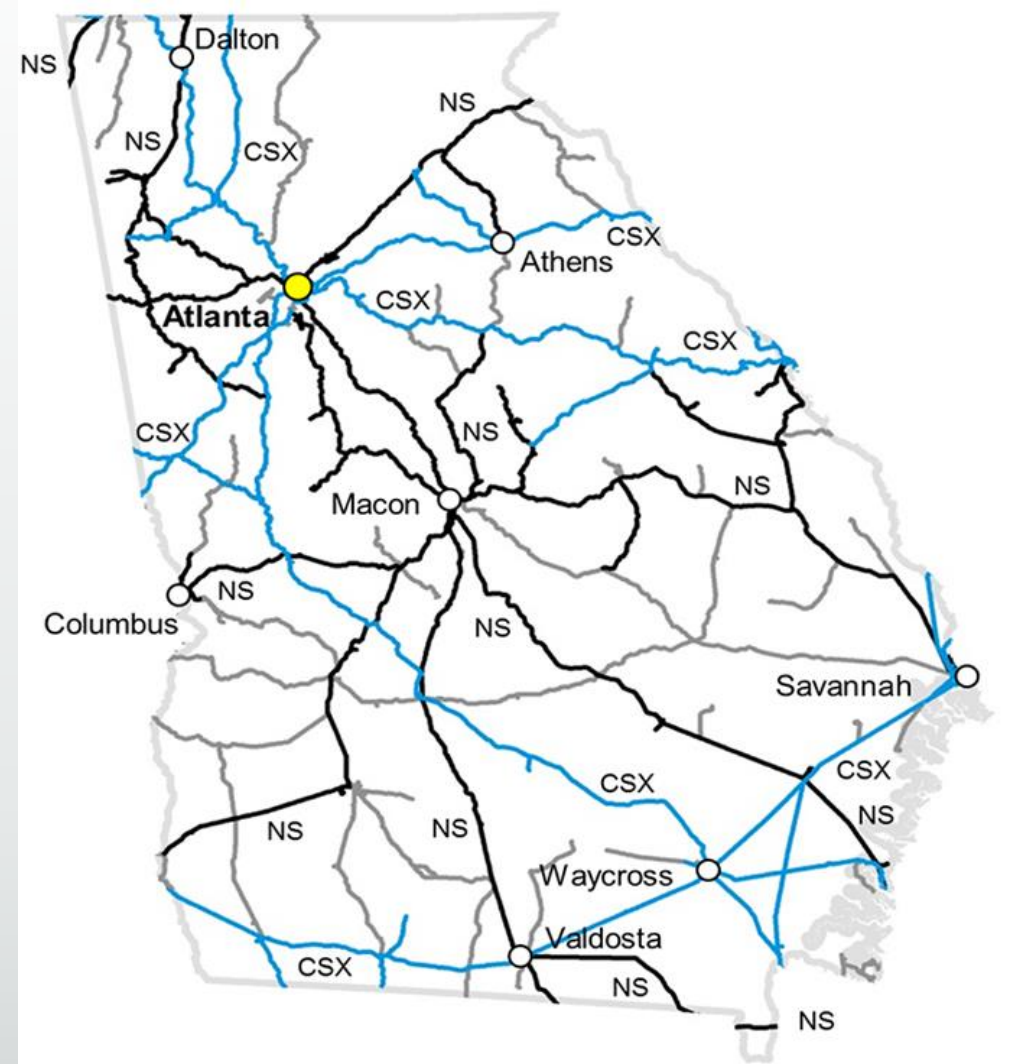 Dalton
NS
NS
NS
CSX
CSX
Athens
CSX
Atlanta
CSX
CSX
NS
Macon
NS
NS
Columbus
NS
Savannah
CSX
CSX
NS
NS
NS
Waycross
Valdosta
CSX
NS
NS